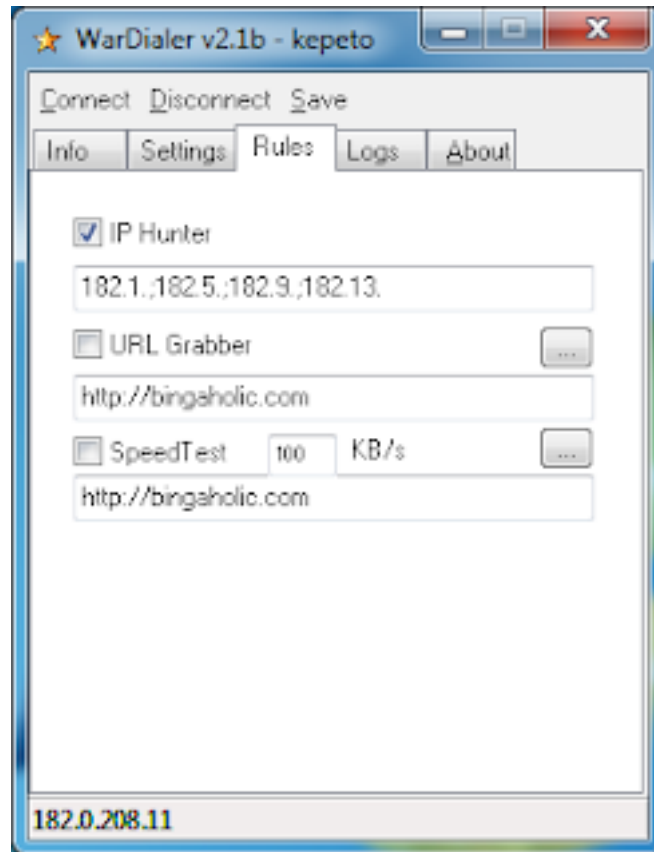 WarDialer v2.1b - kepeto
Connect Disconnect Save
Info Settings Rules Logs About
IP Hunter
182.1.;182.5.;182.9.;182.13.
URL Grabber ...
http://bingaholic.com
SpeedTest 100 KB/s ...
http://bingaholic.com
182.0.208.11